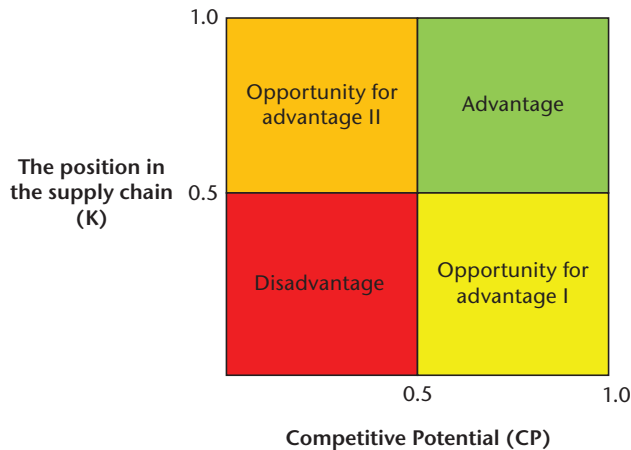 1.0
Opportunity for
advantage II
Advantage
The position in
the supply chain
(K)
0.5
Disadvantage
Opportunity for
advantage I
0.5
1.0
Competitive Potential (CP)